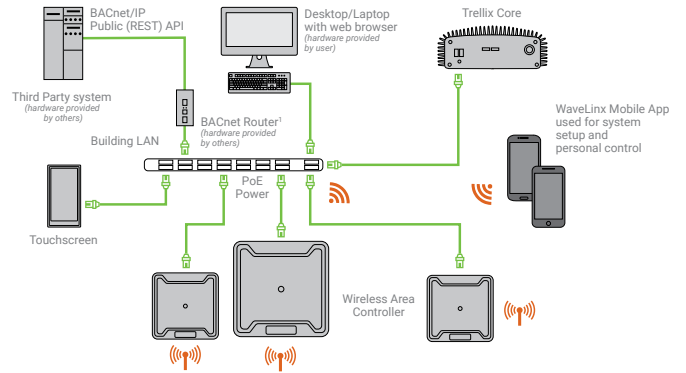 BACnet/IP
Public (REST) API
Desktop/Laptop
with web browser
(hardware provided
by user)
Trellix Core
Third Party system
(hardware provided
by others)
BACnet Router¹
(hardware provided
by others)
Building LAN
WaveLinx Mobile App
used for system
setup and
personal control
PoE
Power
Touchscreen
Wireless Area
Controller